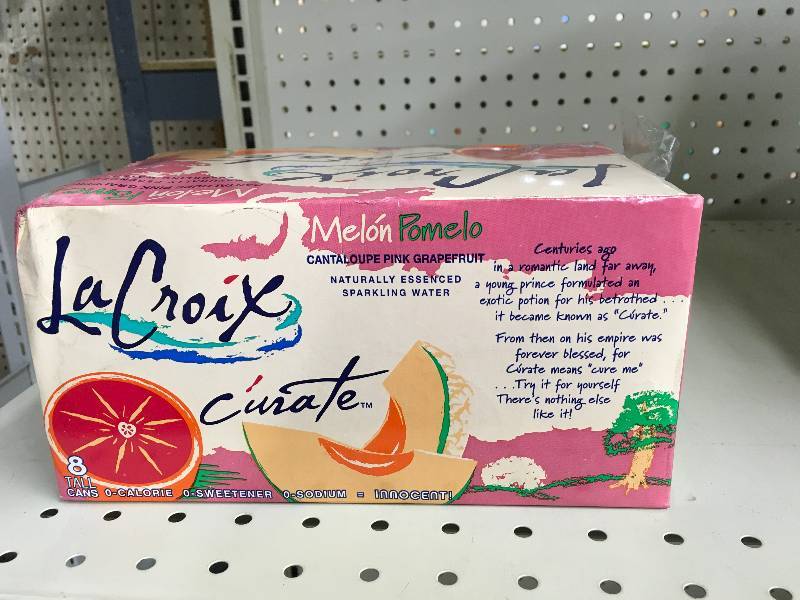 Melón Pomelo
LaCroix
Melón Pomelo
CANTALOUPE PINK GRAPEFRUIT
NATURALLY ESSENCED
SPARKLING WATER
LaCroix
cúrate™
Centuries ago
in a romantic land far away,
a young prince formulated an
exotic potion for his betrothed . . .
it became known as "Cúrate."
From then on his empire was
forever blessed, for
Cúrate means "cure me"
. . . Try it for yourself
There's nothing else
like it!
8
TALL
CANS 0-CALORIE 0-SWEETENER 0-SODIUM = INNOCENT!